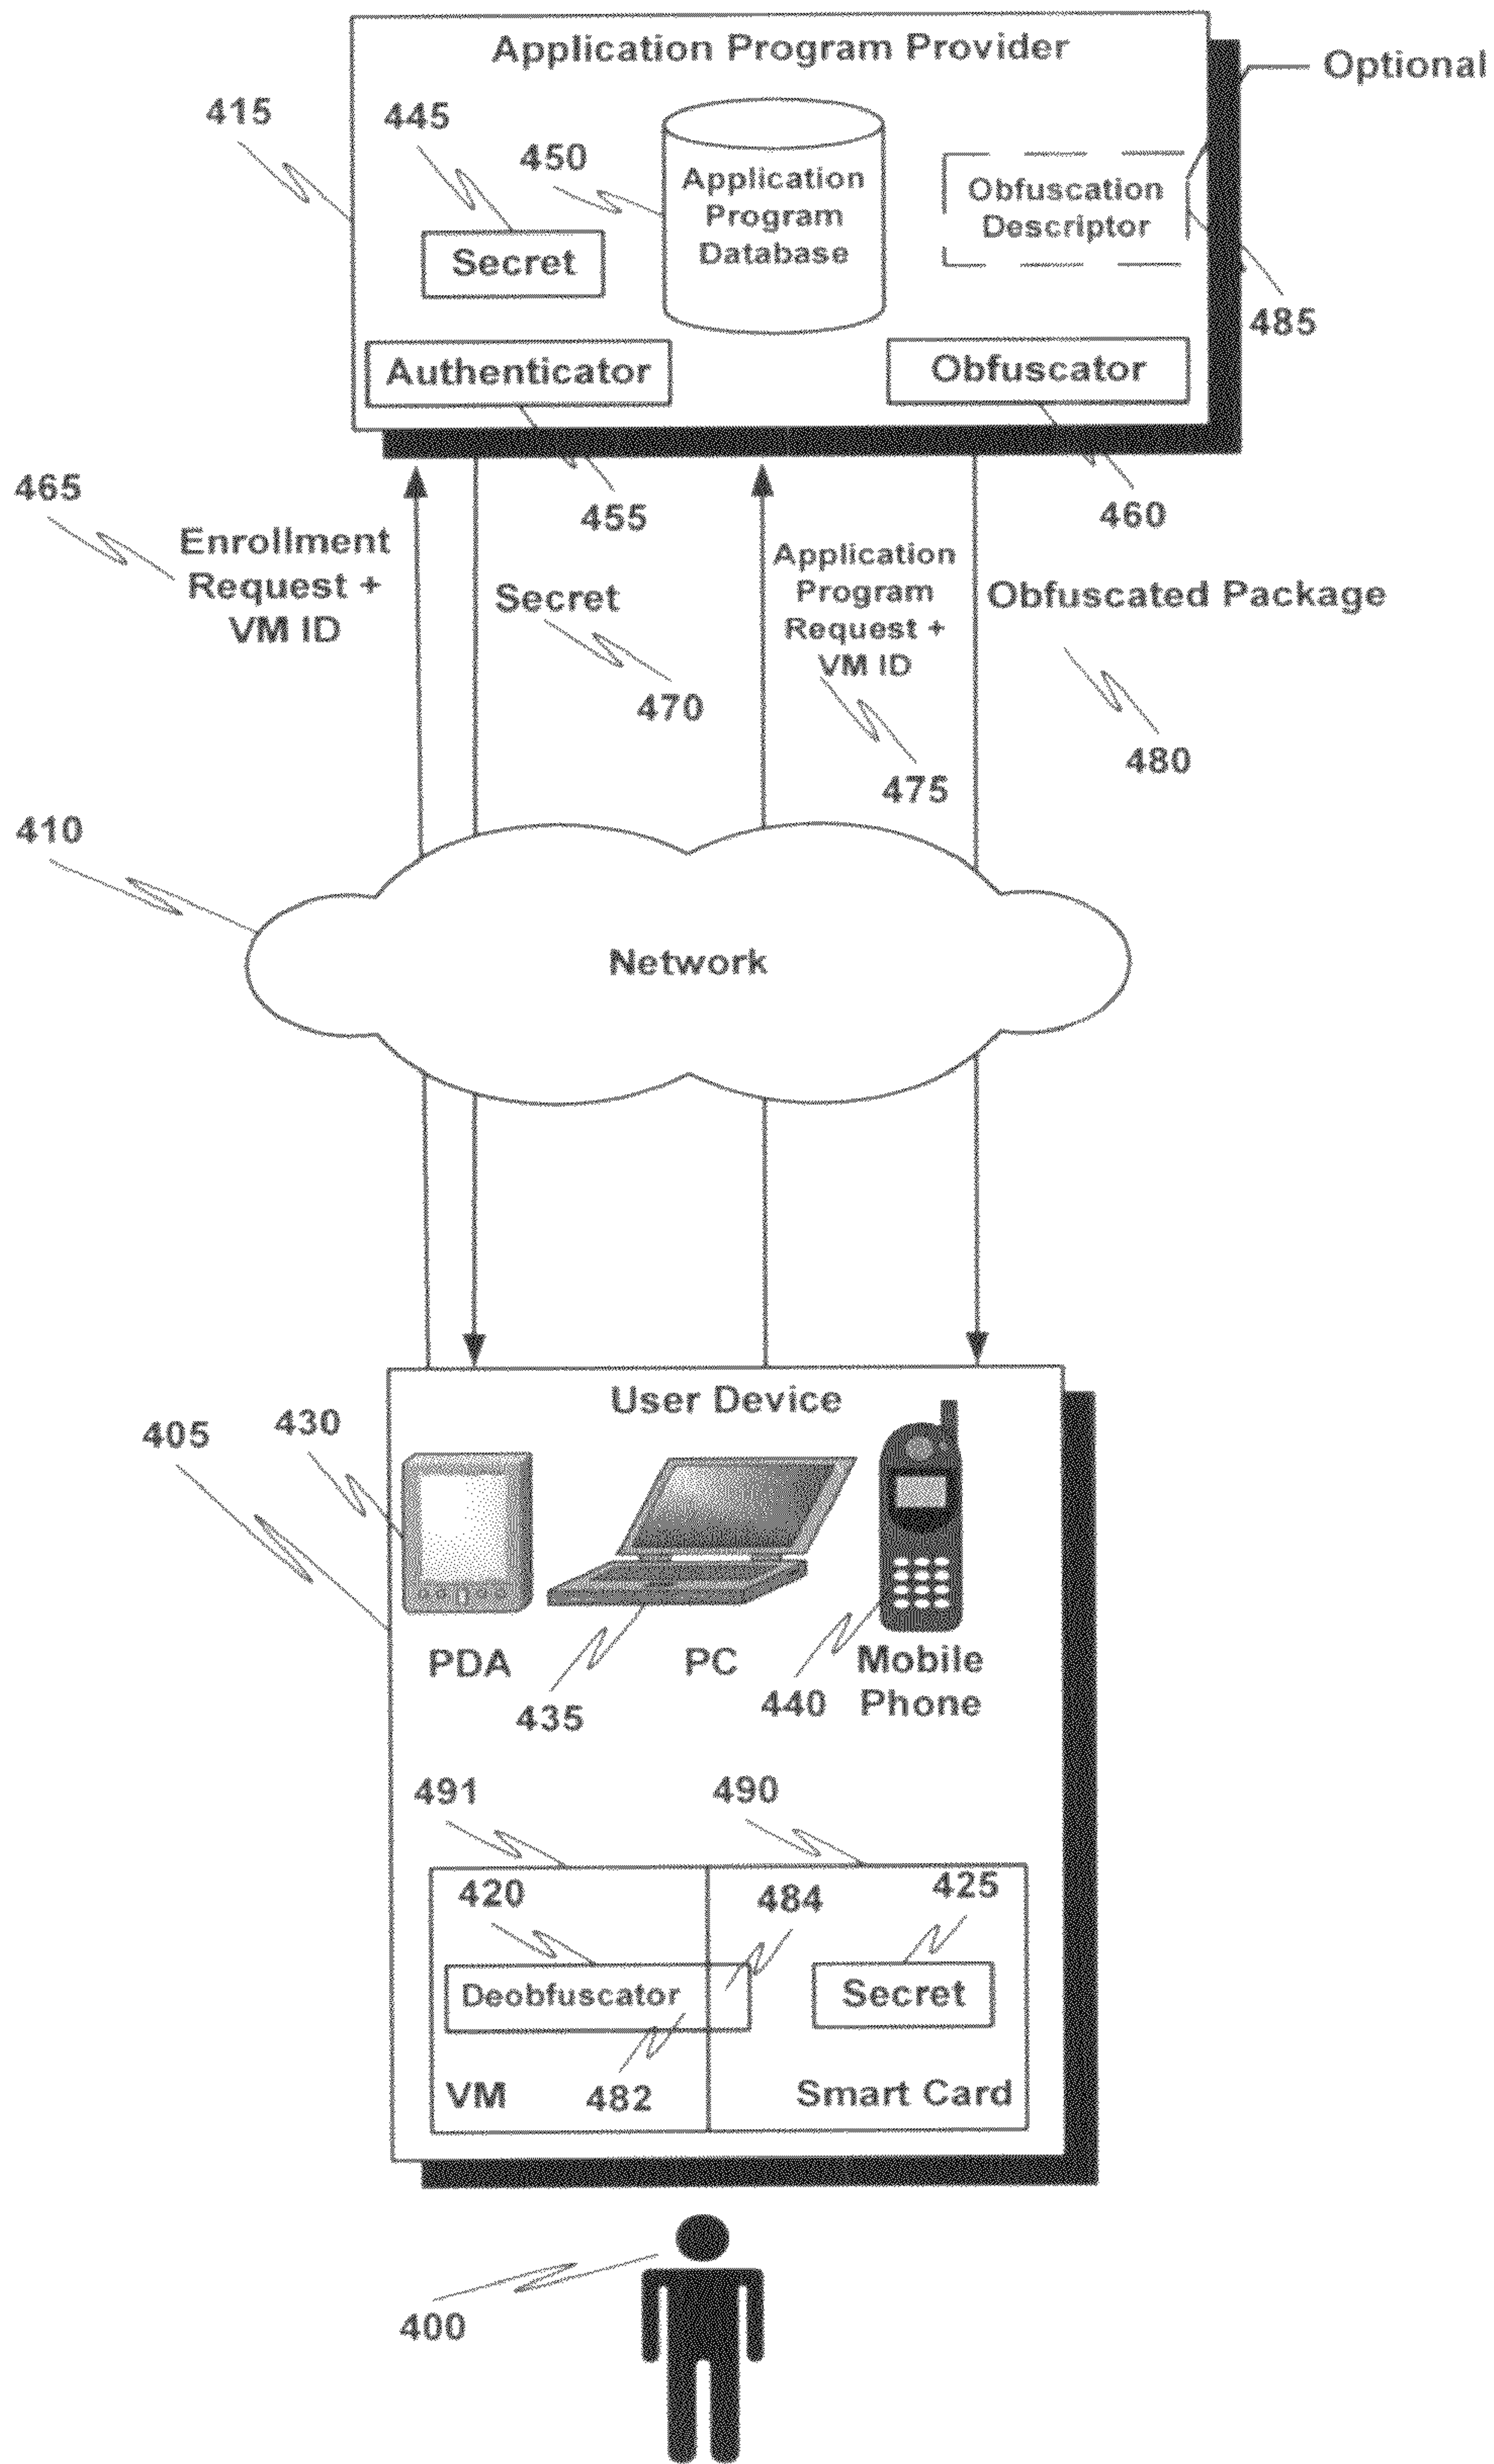 Application Program Provider
Optional
415
445
450
Application
Program
Database
Obfuscation
Descriptor
Secret
485
Authenticator
Obfuscator
465
455
460
Enrollment
Request +
VM ID
Secret
470
Application
Program
Request +
VM ID
475
Obfuscated Package
480
410
Network
User Device
405
430
PDA
435
PC
440
Mobile
Phone
491
490
420
484
425
Deobfuscator
Secret
VM
482
Smart Card
400